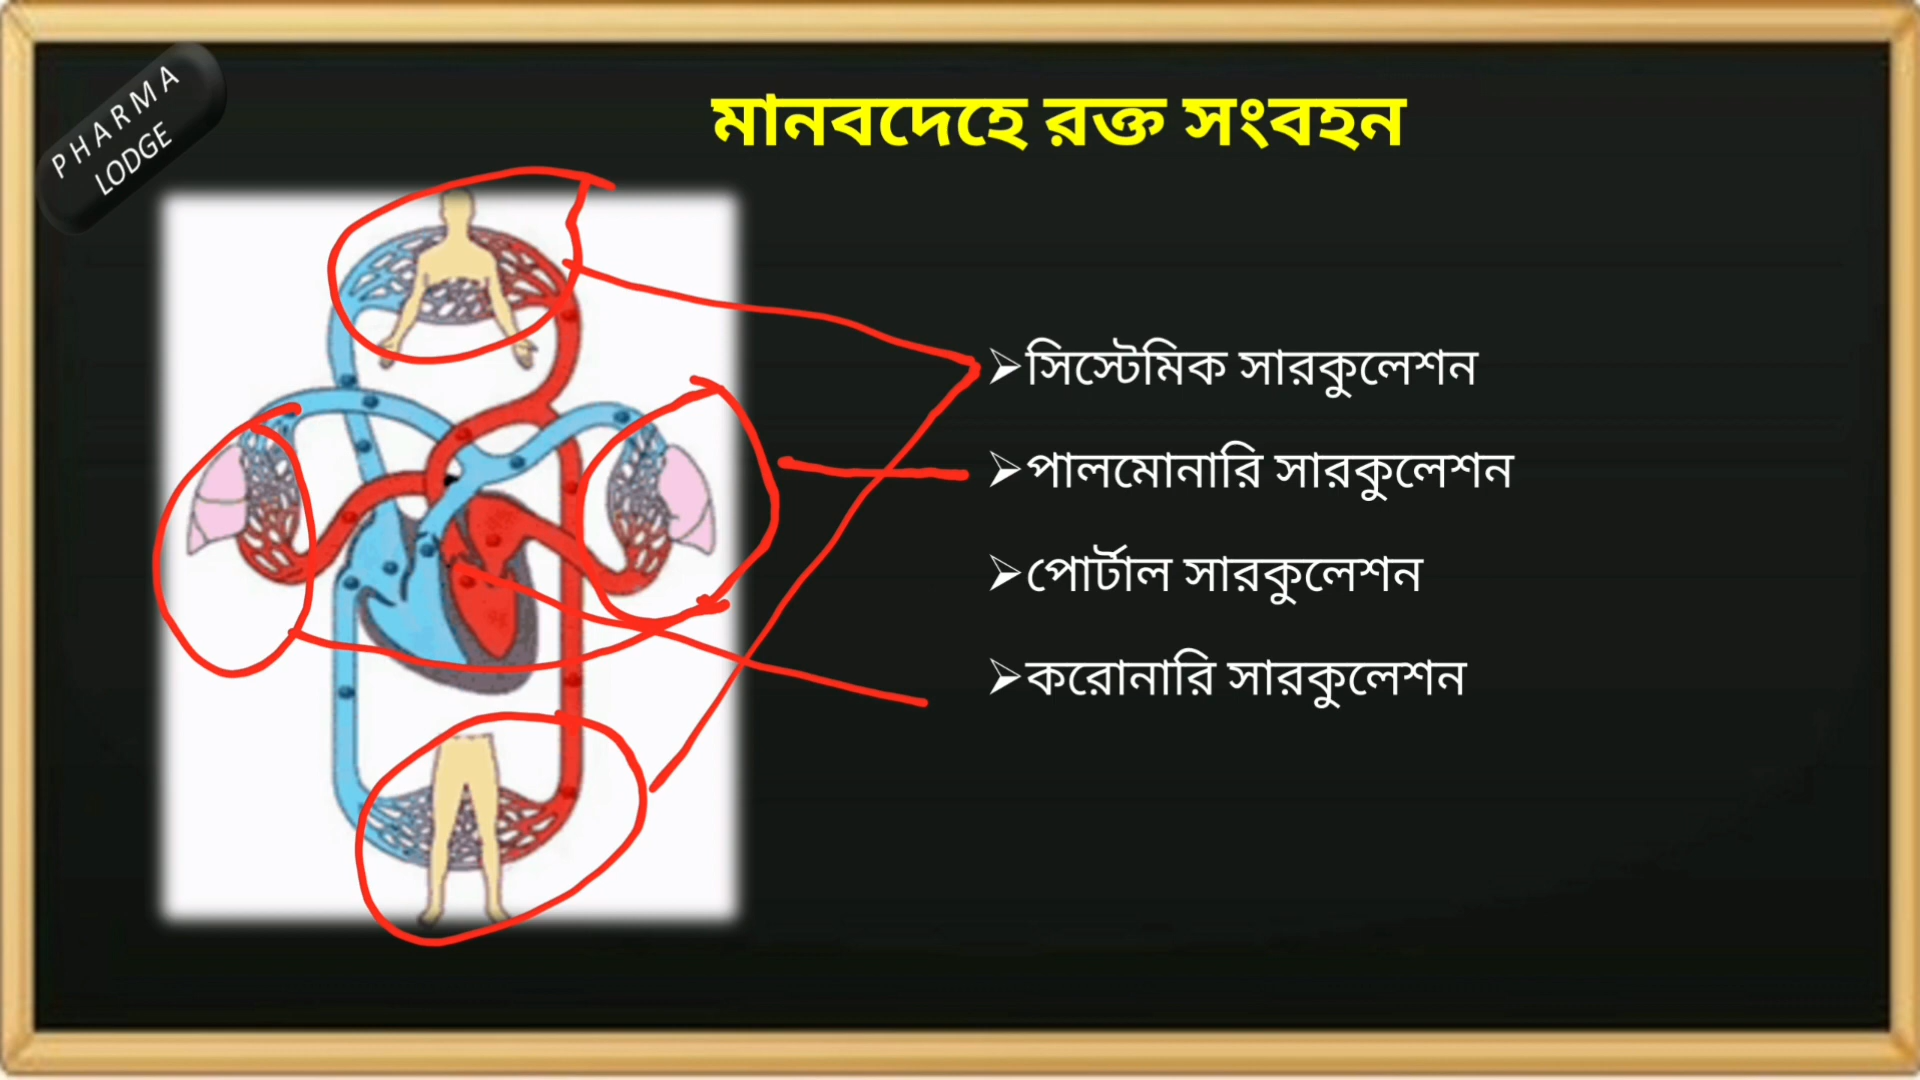 PHARMA
LODGE
মানবদেহে রক্ত সংবহন
➢সিস্টেমিক সারকুলেশন
➢পালমোনারি সারকুলেশন
➢পোর্টাল সারকুলেশন
➢করোনারি সারকুলেশন